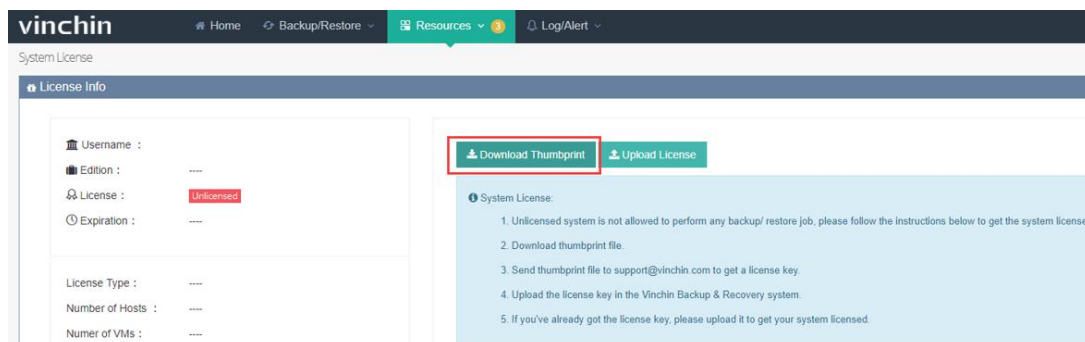 vinchin Home Backup/Restore Resources 3 Log/Alert
System License
License Info
Username :
Edition : ----
License : Unlicensed
Expiration : ----
License Type : ----
Number of Hosts : ----
Numer of VMs : ----
Download Thumbprint Upload License
System License:
1. Unlicensed system is not allowed to perform any backup/ restore job, please follow the instructions below to get the system license
2. Download thumbprint file.
3. Send thumbprint file to support@vinchin.com to get a license key.
4. Upload the license key in the Vinchin Backup & Recovery system.
5. If you've already got the license key, please upload it to get your system licensed.